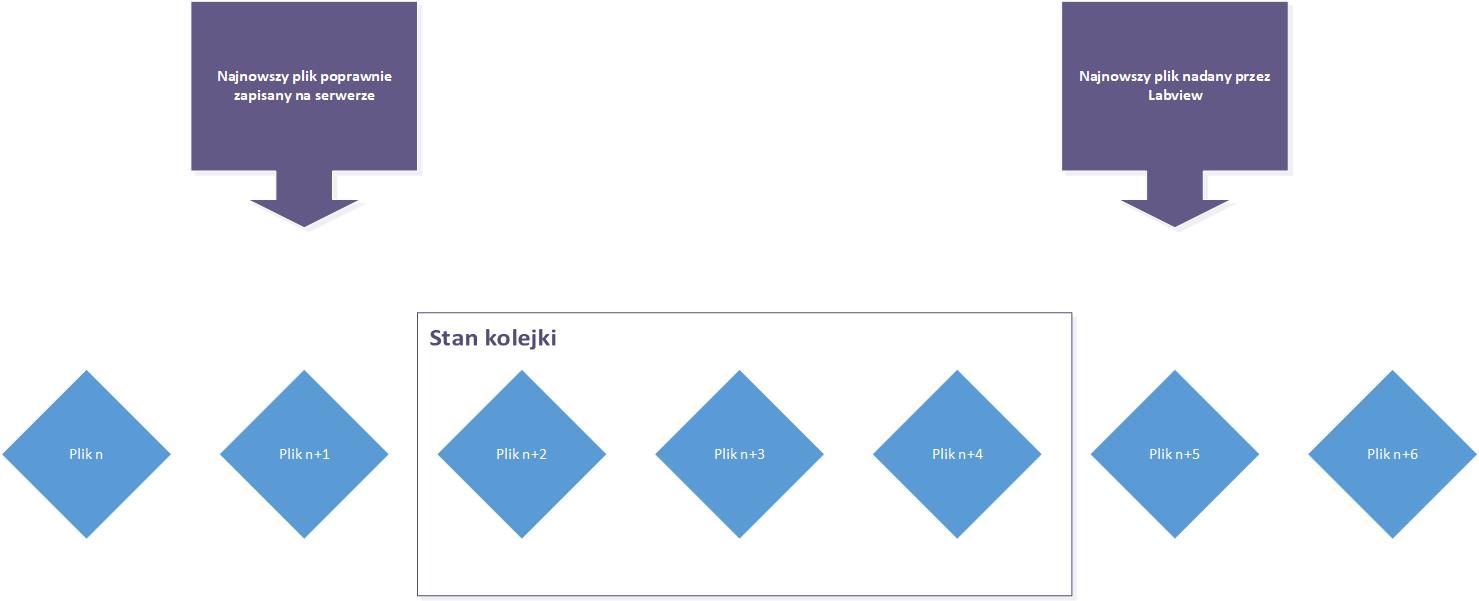 Najnowszy plik poprawnie
zapisany na serwerze
Najnowszy plik nadany przez
Labview
Stan kolejki
Plik n
Plik n+1
Plik n+2
Plik n+3
Plik n+4
Plik n+5
Plik n+6